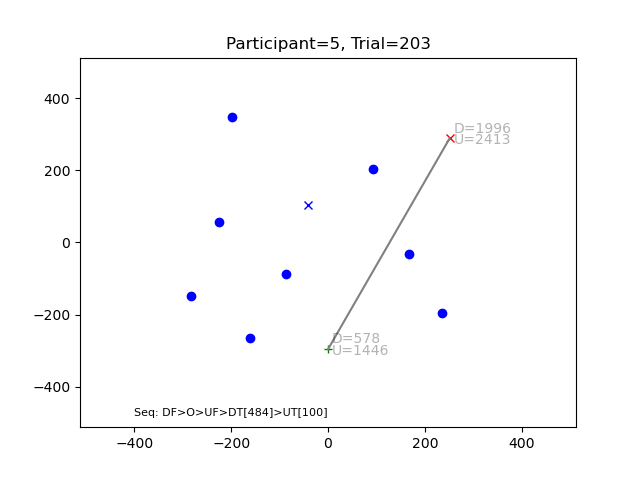 Participant=5, Trial=203
400
200
0
−200
−400
D=1996
U=2413
D=578
U=1446
Seq: DF>O>UF>DT[484]>UT[100]
−400
−200
0
200
400